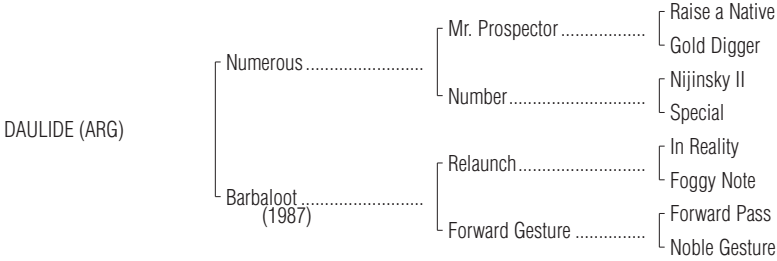 Raise a Native
Mr. Prospector ....................
Gold Digger
Numerous ...........................
Nijinsky II
Number ...............................
Special
DAULIDE (ARG)
In Reality
Relaunch .............................
Foggy Note
Barbaloot ............................
(1987)
Forward Pass
Forward Gesture ................
Noble Gesture